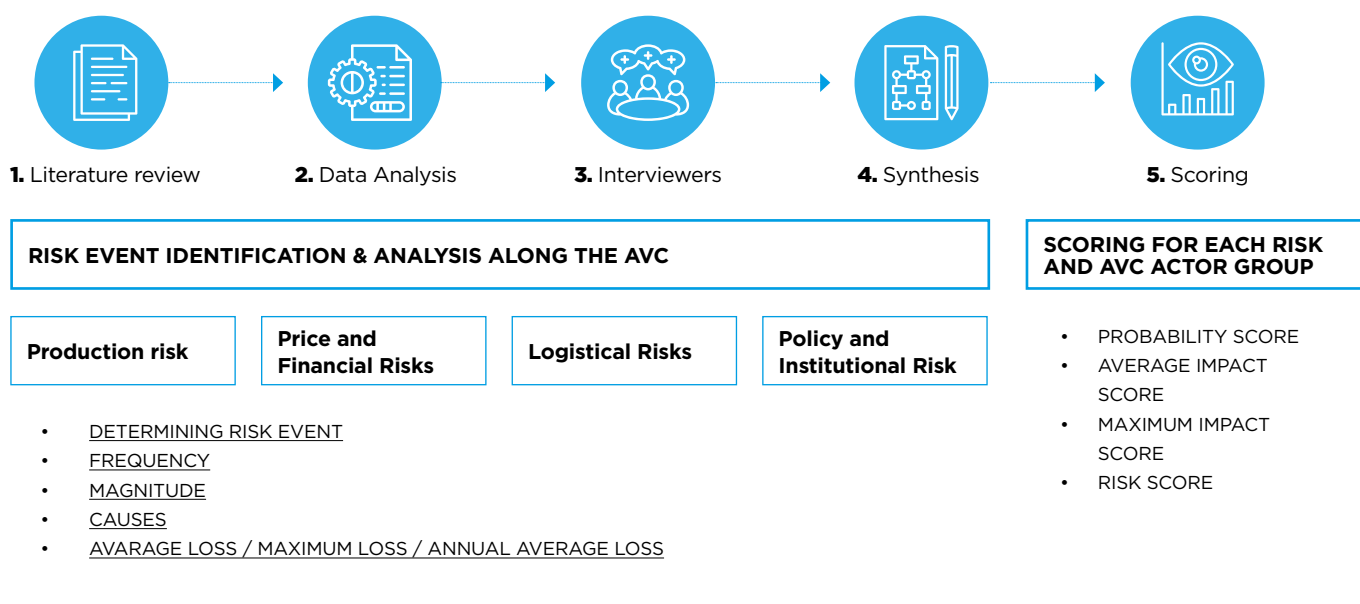 1. Literature review
2. Data Analysis
3. Interviewers
4. Synthesis
5. Scoring
RISK EVENT IDENTIFICATION & ANALYSIS ALONG THE AVC
SCORING FOR EACH RISK
AND AVC ACTOR GROUP
Production risk
Price and
Financial Risks
Logistical Risks
Policy and
Institutional Risk
• DETERMINING RISK EVENT
• FREQUENCY
• MAGNITUDE
• CAUSES
• AVARAGE LOSS / MAXIMUM LOSS / ANNUAL AVERAGE LOSS
• PROBABILITY SCORE
• AVERAGE IMPACT
SCORE
• MAXIMUM IMPACT
SCORE
• RISK SCORE